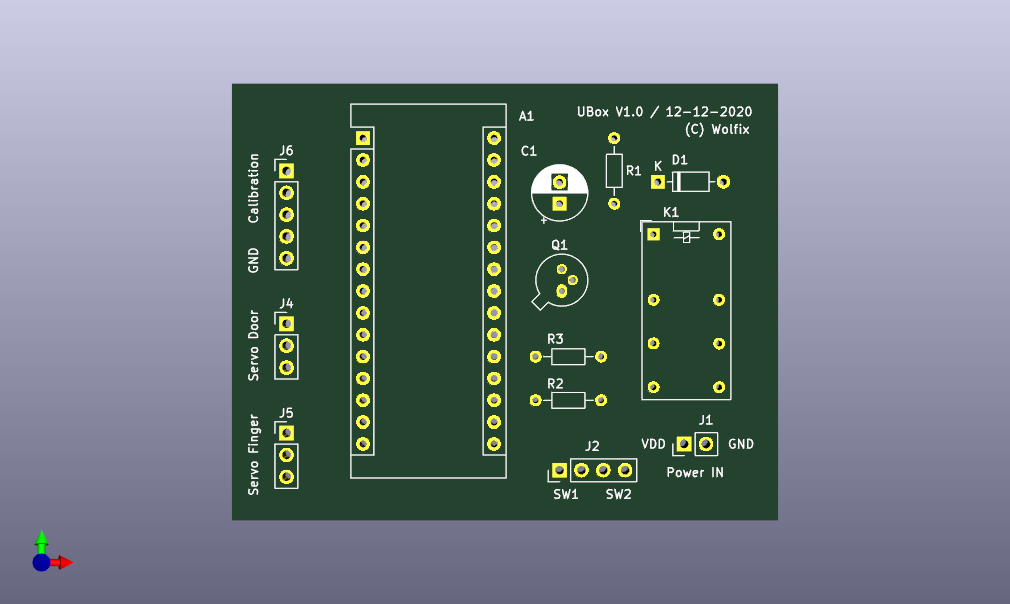 UBox V1.0 / 12-12-2020
(C) Wolfix
A1
C1
J6
Calibration
GND
R1
K
D1
K1
Q1
J4
Servo Door
R3
R2
J5
Servo Finger
J1
VDD
GND
Power IN
J2
SW1
SW2
+